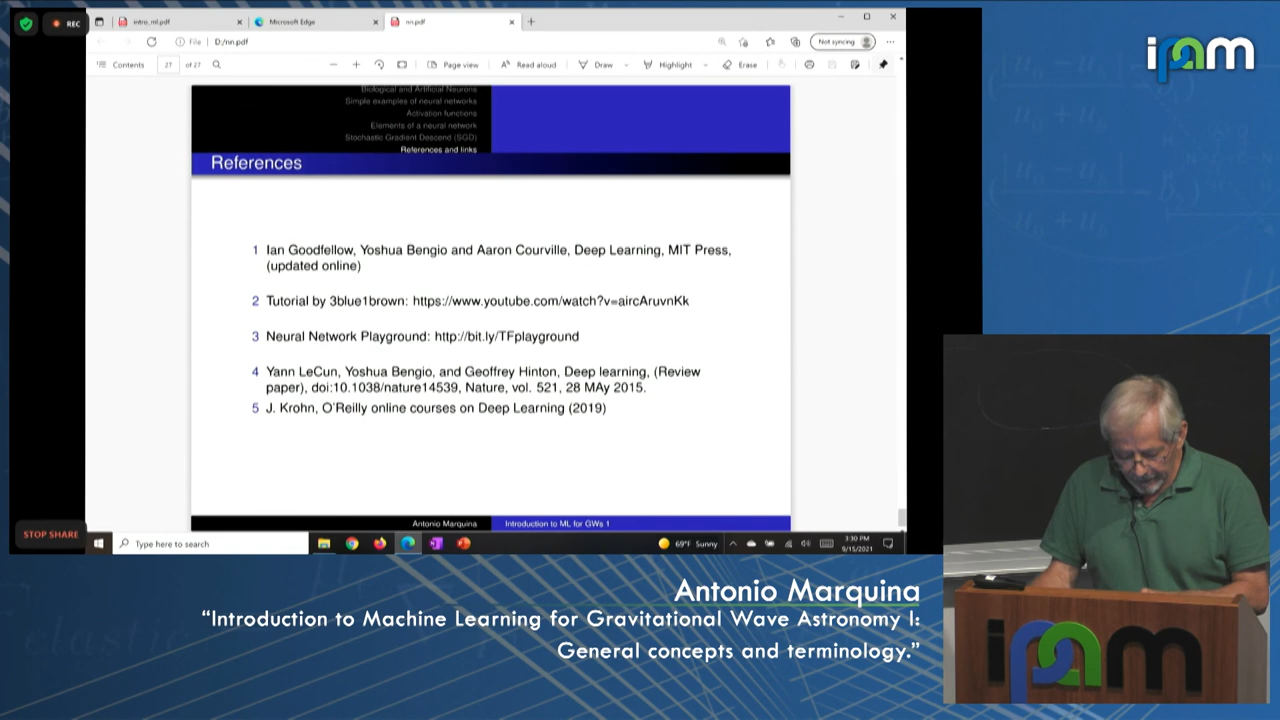 REC
intro_ml.pdf
Microsoft Edge
nn.pdf
File
D:/nn.pdf
Not syncing
Contents
27
of 27
Page view
Read aloud
Draw
Highlight
Erase
Biological and Artificial Neurons
Simple examples of neural networks
Activation functions
Elements of a neural network
Stochastic Gradient Descend (SGD)
References and links
References
1 Ian Goodfellow, Yoshua Bengio and Aaron Courville, Deep Learning, MIT Press,
(updated online)
2 Tutorial by 3blue1brown: https://www.youtube.com/watch?v=aircAruvnKk
3 Neural Network Playground: http://bit.ly/TFplayground
4 Yann LeCun, Yoshua Bengio, and Geoffrey Hinton, Deep learning, (Review
paper), doi:10.1038/nature14539, Nature, vol. 521, 28 MAy 2015.
5 J. Krohn, O'Reilly online courses on Deep Learning (2019)
Antonio Marquina
Introduction to ML for GWs 1
STOP SHARE
Type here to search
69°F Sunny
3:30 PM
9/15/2021
ipam
Antonio Marquina
“Introduction to Machine Learning for Gravitational Wave Astronomy I:
General concepts and terminology.”
ipam